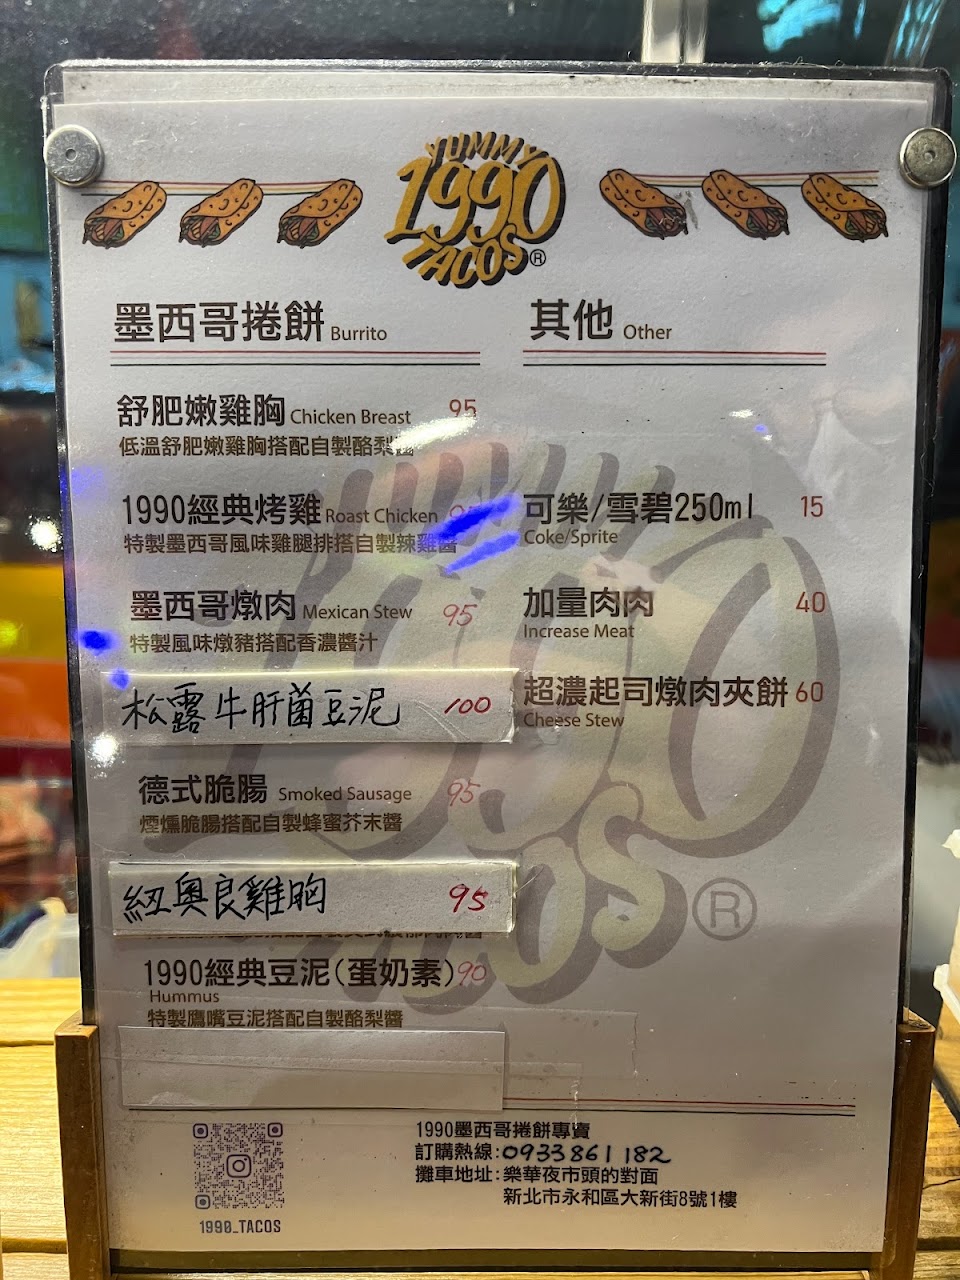 YUMMY
1990
TACOS®
墨西哥捲餅 Burrito
舒肥嫩雞胸 Chicken Breast 95
低溫舒肥嫩雞胸搭配自製酪梨醬
1990經典烤雞 Roast Chicken
特製墨西哥風味雞腿排搭自製辣雞醬
墨西哥燉肉 Mexican Stew 95
特製風味燉豬搭配香濃醬汁
松露牛肝菌豆泥 100
德式脆腸 Smoked Sausage 95
煙燻脆腸搭配自製蜂蜜芥末醬
紐奧良雞胸 95
1990經典豆泥(蛋奶素) 90
Hummus
特製鷹嘴豆泥搭配自製酪梨醬
其他 Other
可樂/雪碧250ml 15
Coke/Sprite
加量肉肉 40
Increase Meat
超濃起司燉肉夾餅 60
Cheese Stew
1990_TACOS
1990墨西哥捲餅專賣
訂購熱線:0933861182
攤車地址:樂華夜市頭的對面
新北市永和區大新街8號1樓